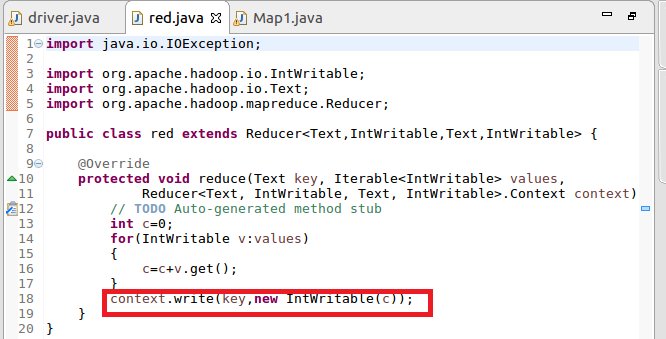 driver.java red.java Map1.java
1 import java.io.IOException;
2
3 import org.apache.hadoop.io.IntWritable;
4 import org.apache.hadoop.io.Text;
5 import org.apache.hadoop.mapreduce.Reducer;
6
7 public class red extends Reducer<Text,IntWritable,Text,IntWritable> {
8
9 @Override
10 protected void reduce(Text key, Iterable<IntWritable> values,
11 Reducer<Text, IntWritable, Text, IntWritable>.Context context)
12 // TODO Auto-generated method stub
13 int c=0;
14 for(IntWritable v:values)
15 {
16 c=c+v.get();
17 }
18 context.write(key,new IntWritable(c));
19 }
20 }